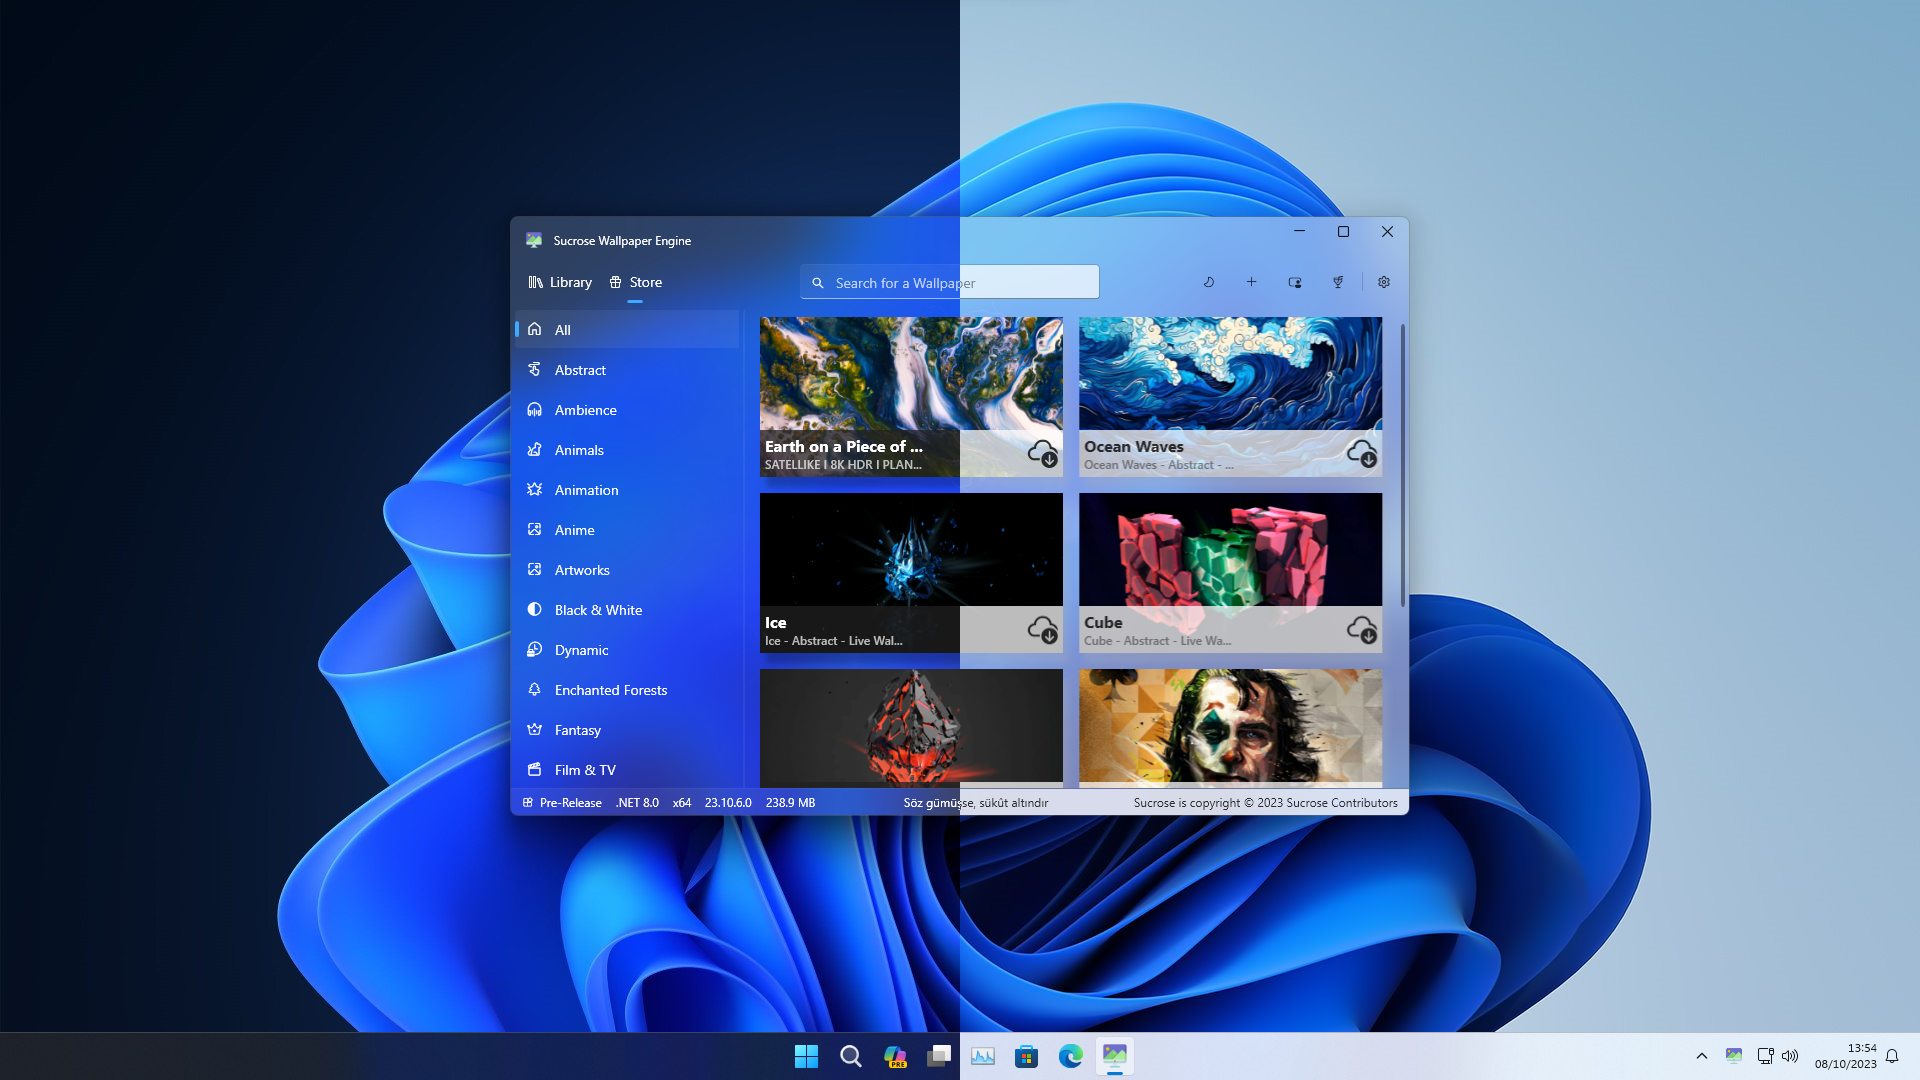 Sucrose Wallpaper Engine
Library
Store
Search for a Wallpaper
All
Abstract
Ambience
Animals
Animation
Anime
Artworks
Black & White
Dynamic
Enchanted Forests
Fantasy
Film & TV
Earth on a Piece of ...
SATELLIKE I 8K HDR I PLAN...
Ocean Waves
Ocean Waves - Abstract - ...
Ice
Ice - Abstract - Live Wal...
Cube
Cube - Abstract - Live Wa...
Pre-Release .NET 8.0 x64 23.10.6.0 238.9 MB
Söz gümüşse, sükût altındır
Sucrose is copyright © 2023 Sucrose Contributors
PRE
13:54
08/10/2023